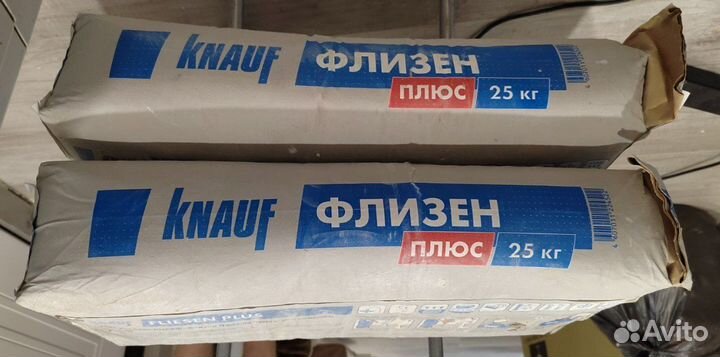 KNAUF ФЛИЗЕН
ПЛЮС 25 кг
KNAUF ФЛИЗЕН
ПЛЮС 25 кг
FLIESEN PLUS
Avito